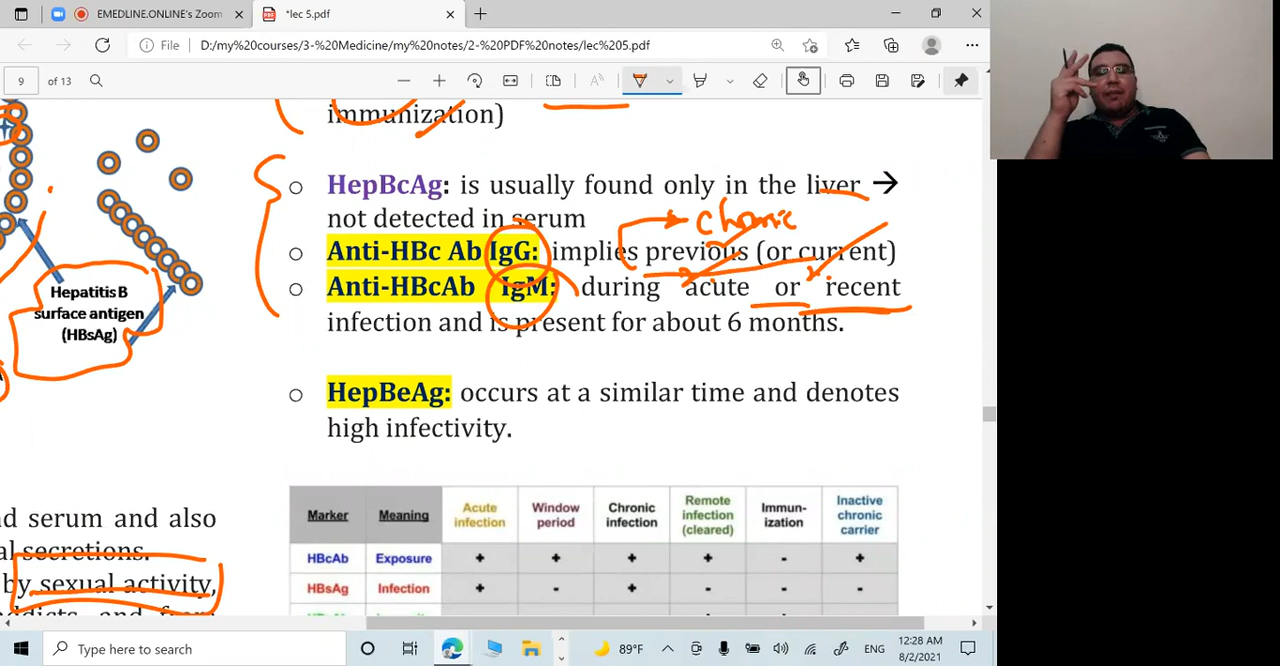 EMEDLINE.ONLINE's Zoom
*lec 5.pdf
File
D:/my%20courses/3-%20Medicine/my%20notes/2-%20PDF%20notes/lec%205.pdf
9 of 13
immunization)
HepBcAg: is usually found only in the liver →
not detected in serum
chronic
Anti-HBc Ab IgG: implies previous (or current)
Anti-HBcAb IgM: during acute or recent
infection and is present for about 6 months.
HepBeAg: occurs at a similar time and denotes
high infectivity.
Hepatitis B
surface antigen
(HBsAg)
nd serum and also
al secretions.
by sexual activity,
Marker Meaning Acute infection Window period Chronic infection Remote infection (cleared) Immun-ization Inactive chronic carrier
HBcAb Exposure + + + + - +
HBsAg Infection + - + - - -
Type here to search
89°F
ENG
12:28 AM
8/2/2021